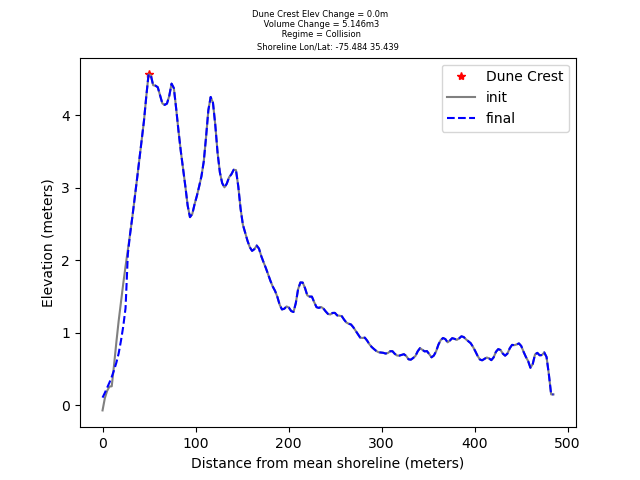 Dune Crest Elev Change = 0.0m
Volume Change = 5.146m3
Regime = Collision
Shoreline Lon/Lat: -75.484 35.439
Dune Crest
init
final
Elevation (meters)
4
3
2
1
0
0 100 200 300 400 500
Distance from mean shoreline (meters)